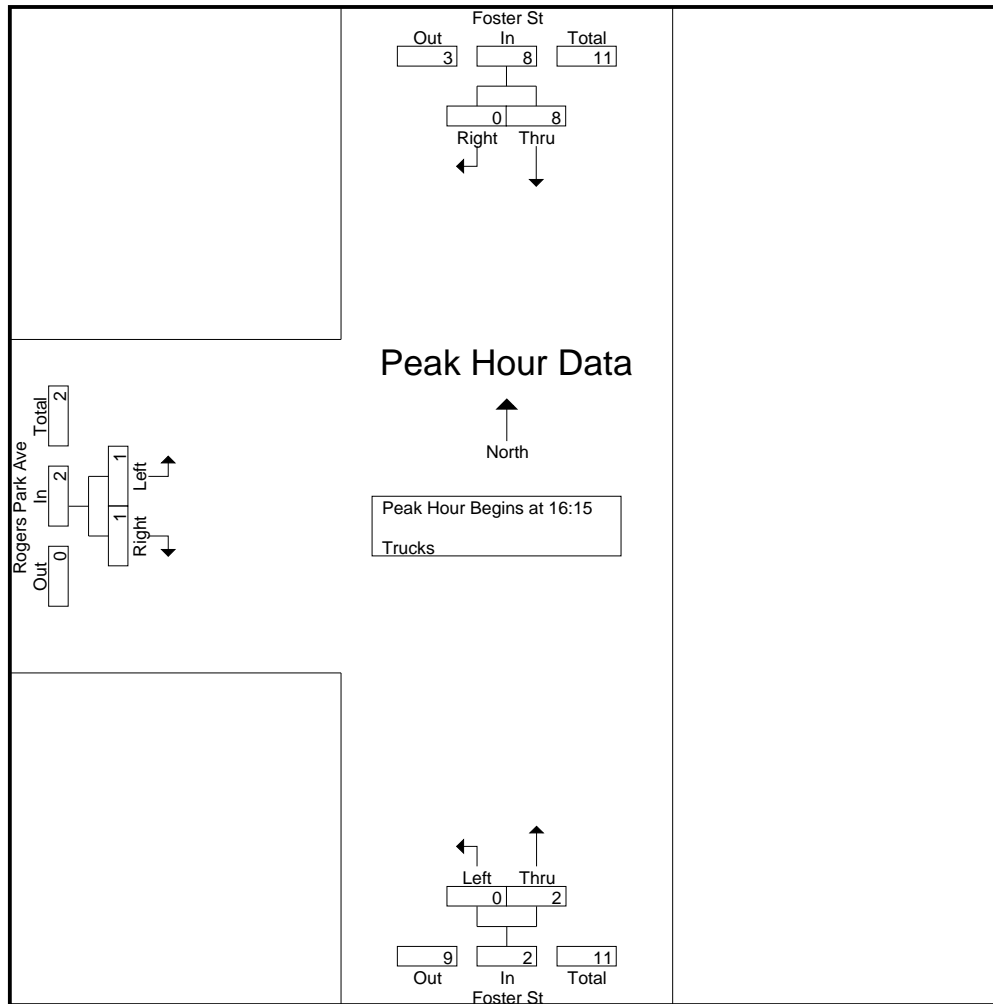 Foster St
Out In Total
3 8 11
0 8
Right Thru
Peak Hour Data
North
Peak Hour Begins at 16:15
Trucks
Rogers Park Ave
Out In Total
0 2 2
Left Right
1 1
Left Thru
0 2
9 2 11
Out In Total
Foster St